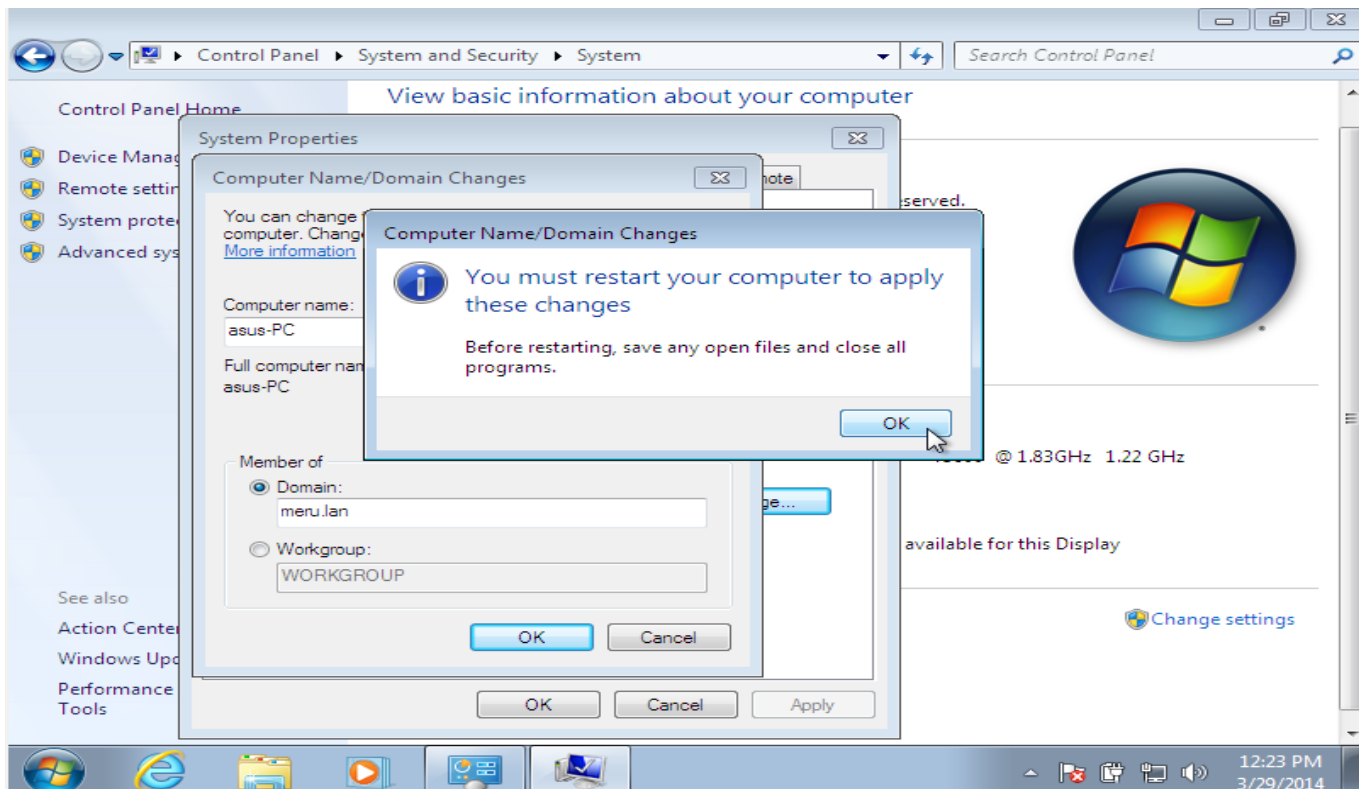 Control Panel ▸ System and Security ▸ System
Search Control Panel
Control Panel Home
Device Manag
Remote settin
System prote
Advanced sys
See also
Action Center
Windows Upd
Performance
Tools
View basic information about your computer
served.
@ 1.83GHz 1.22 GHz
available for this Display
Change settings
System Properties
Computer Name/Domain Changes
You can change
computer. Chang
More information
Computer name:
asus-PC
Full computer nam
asus-PC
Member of
Domain:
meru.lan
Workgroup:
WORKGROUP
OK Cancel
OK Cancel Apply
Computer Name/Domain Changes
You must restart your computer to apply
these changes
Before restarting, save any open files and close all
programs.
OK
12:23 PM
3/29/2014